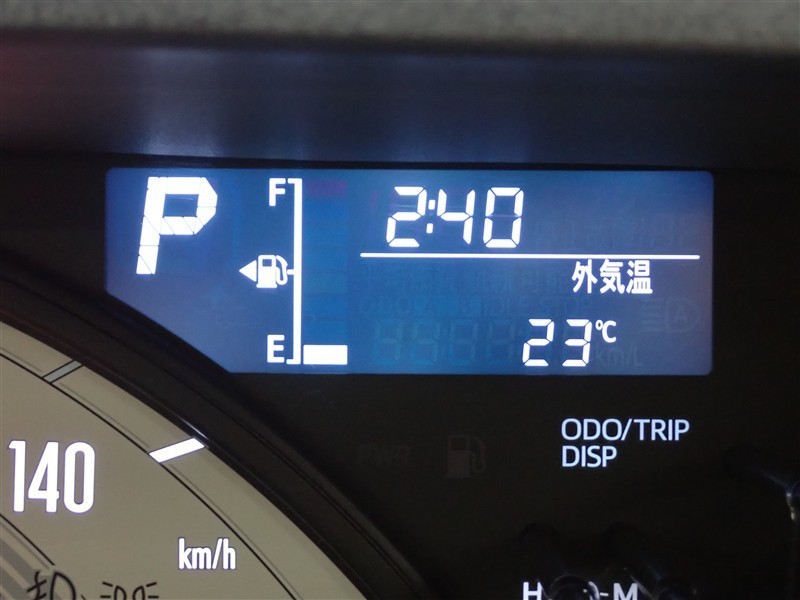 P
F
2:40
外気温
E
23℃
ODO/TRIP
DISP
140
km/h